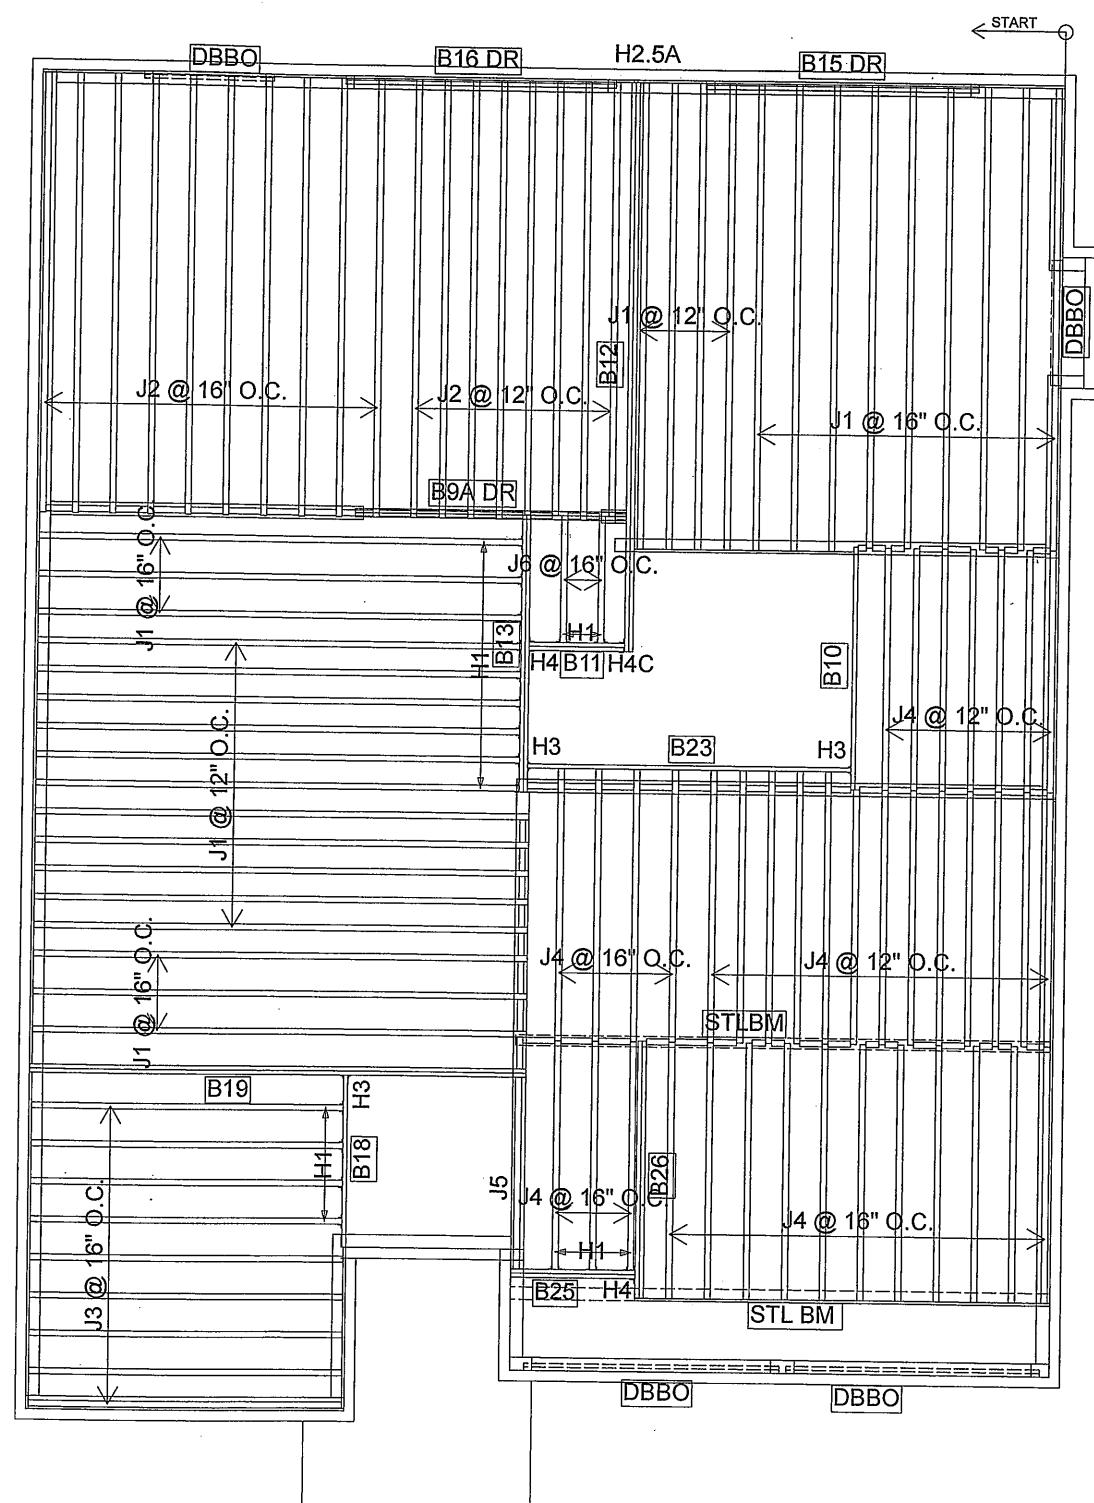 START
DBBO
B16 DR
H2.5A
B15 DR
DBBO
J1 @ 12" O.C.
B12
J2 @ 16" O.C.
J2 @ 12" O.C.
J1 @ 16" O.C.
B9A DR
J1 @ 16" O.C.
J6 @ 16" O.C.
H1
B13
H1
H4
B11
H4C
B10
J4 @ 12" O.C.
H3
B23
H3
J1 @ 12" O.C.
J1 @ 16" O.C.
J4 @ 16" O.C.
J4 @ 12" O.C.
STLBM
B19
H3
B18
H1
J5
J4 @ 16" O.C.
B26
J4 @ 16" O.C.
J3 @ 16" O.C.
H1
B25
H4
STL BM
DBBO
DBBO